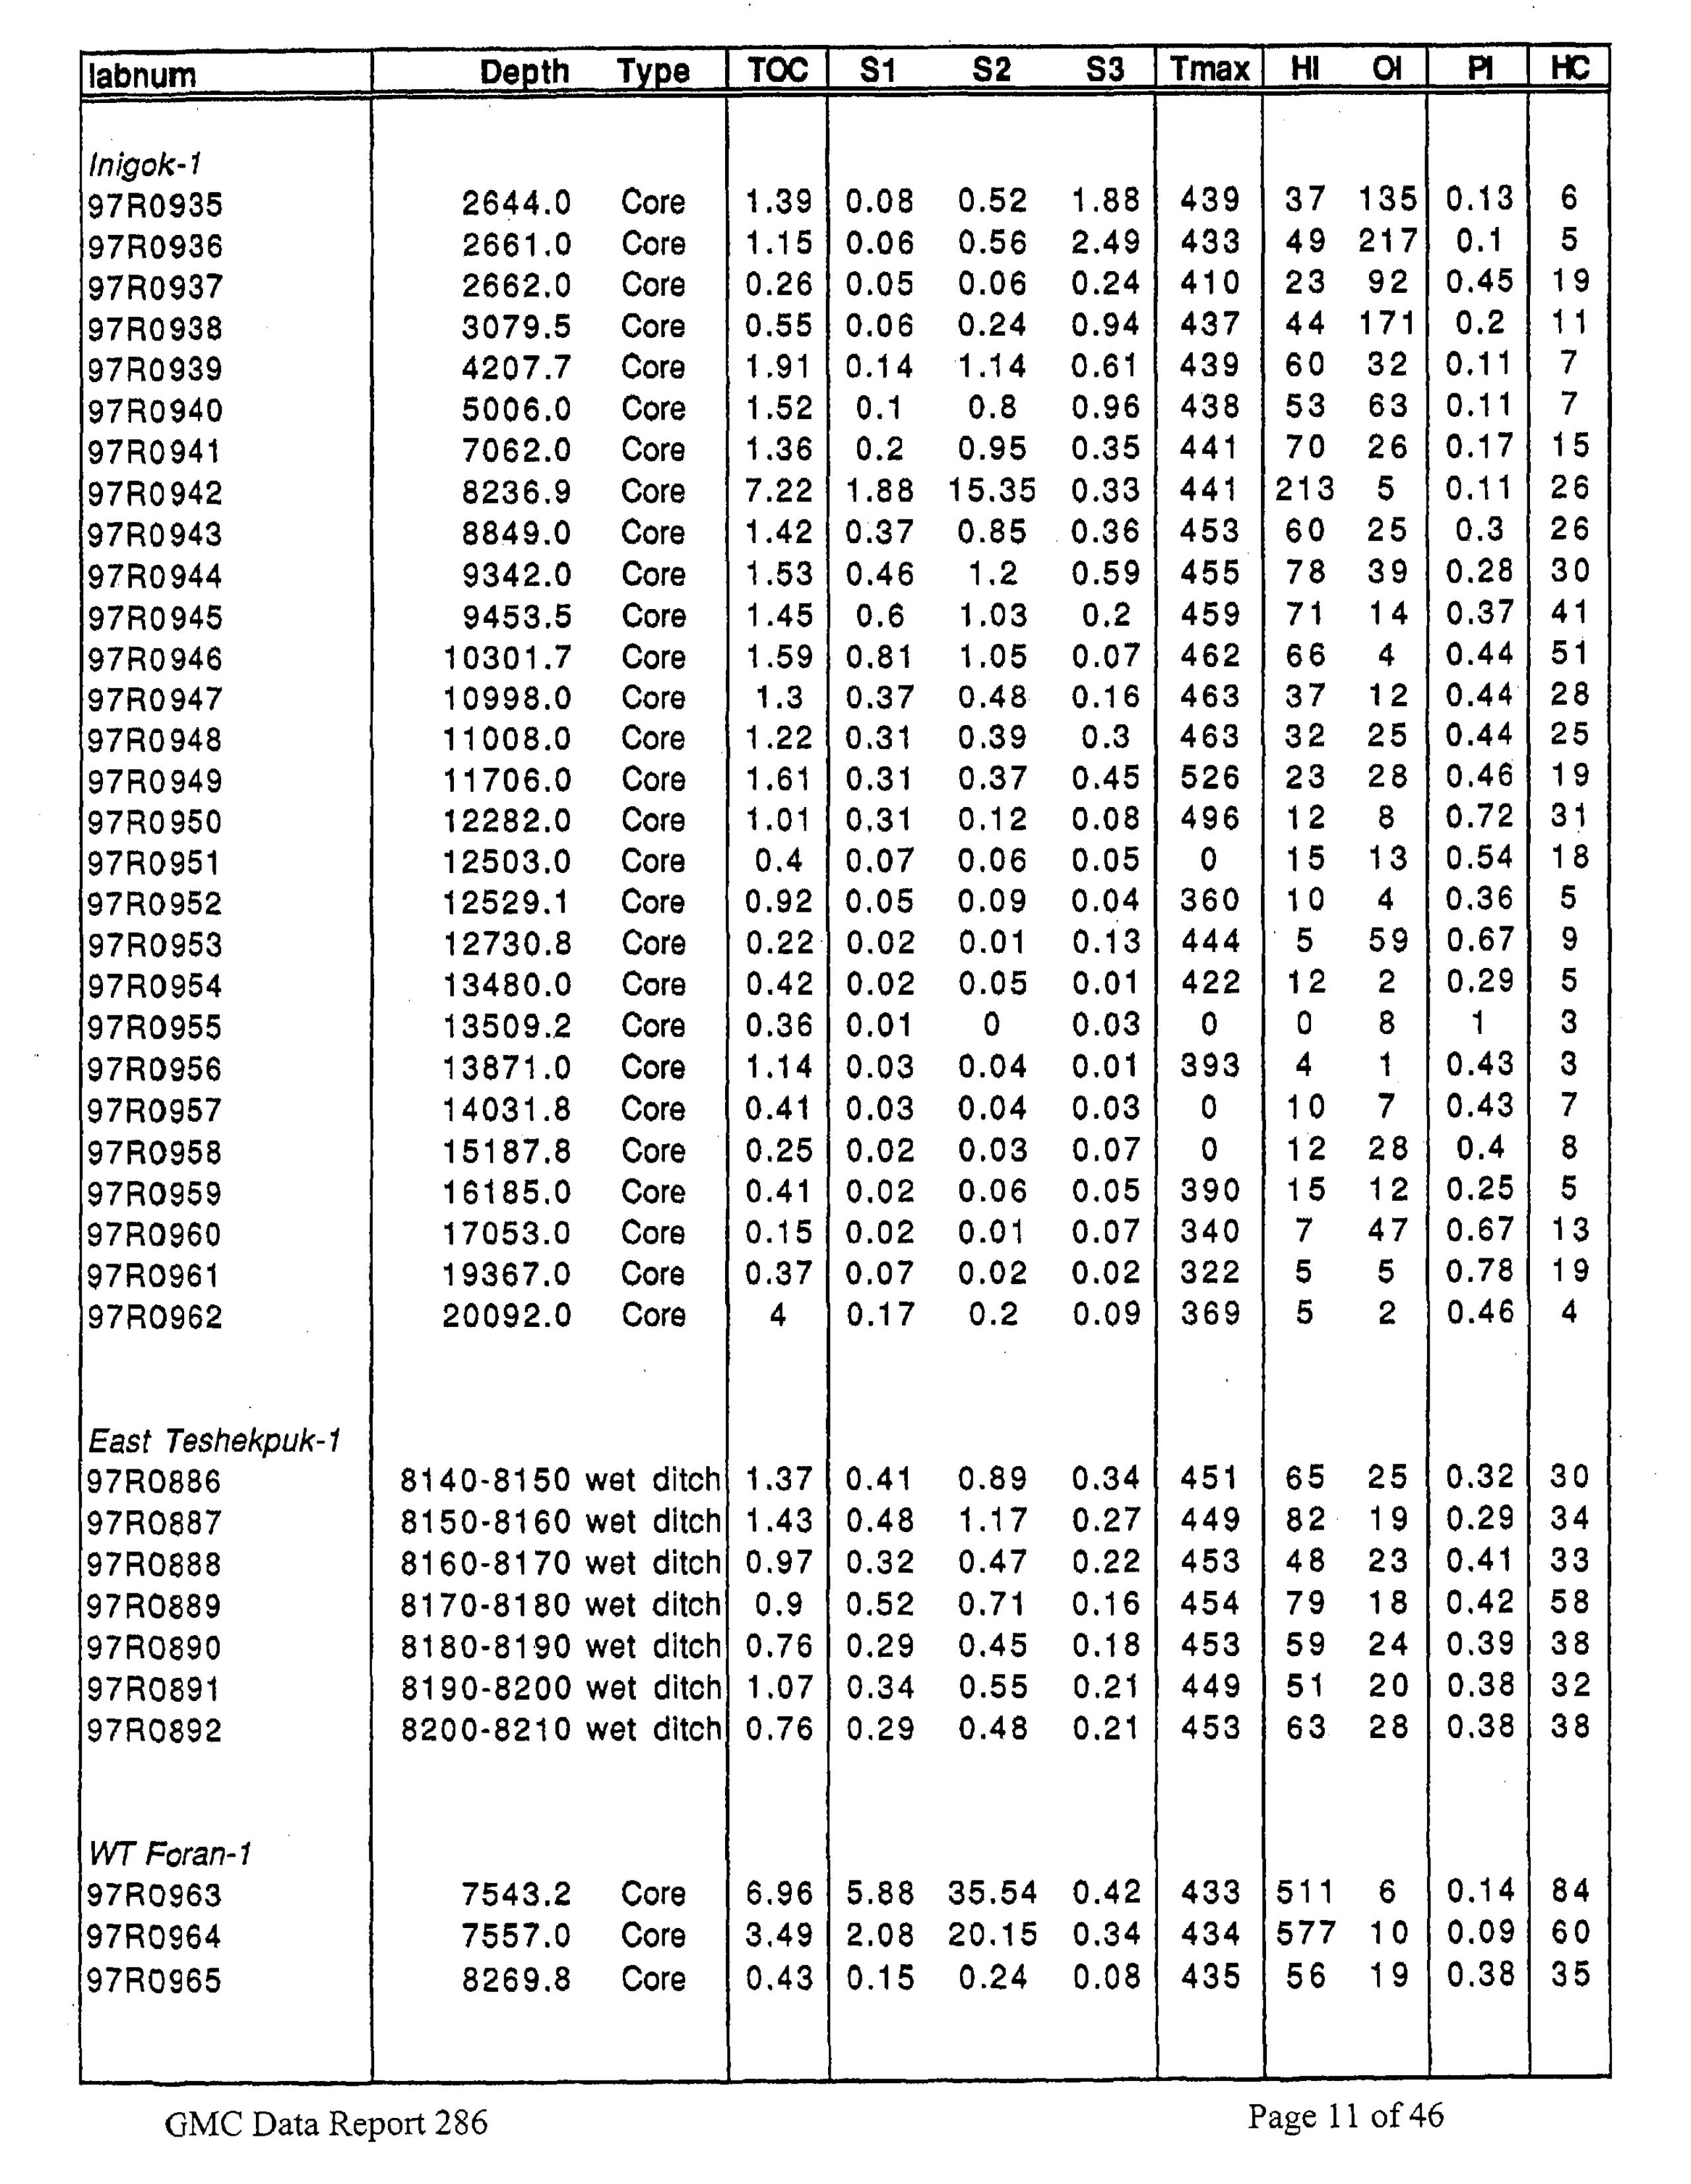 labnum Depth Type TOC S1 S2 S3 Tmax HI OI PI HC
Inigok-1
97R0935 2644.0 Core 1.39 0.08 0.52 1.88 439 37 135 0.13 6
97R0936 2661.0 Core 1.15 0.06 0.56 2.49 433 49 217 0.1 5
97R0937 2662.0 Core 0.26 0.05 0.06 0.24 410 23 92 0.45 19
97R0938 3079.5 Core 0.55 0.06 0.24 0.94 437 44 171 0.2 11
97R0939 4207.7 Core 1.91 0.14 1.14 0.61 439 60 32 0.11 7
97R0940 5006.0 Core 1.52 0.1 0.8 0.96 438 53 63 0.11 7
97R0941 7062.0 Core 1.36 0.2 0.95 0.35 441 70 26 0.17 15
97R0942 8236.9 Core 7.22 1.88 15.35 0.33 441 213 5 0.11 26
97R0943 8849.0 Core 1.42 0.37 0.85 0.36 453 60 25 0.3 26
97R0944 9342.0 Core 1.53 0.46 1.2 0.59 455 78 39 0.28 30
97R0945 9453.5 Core 1.45 0.6 1.03 0.2 459 71 14 0.37 41
97R0946 10301.7 Core 1.59 0.81 1.05 0.07 462 66 4 0.44 51
97R0947 10998.0 Core 1.3 0.37 0.48 0.16 463 37 12 0.44 28
97R0948 11008.0 Core 1.22 0.31 0.39 0.3 463 32 25 0.44 25
97R0949 11706.0 Core 1.61 0.31 0.37 0.45 526 23 28 0.46 19
97R0950 12282.0 Core 1.01 0.31 0.12 0.08 496 12 8 0.72 31
97R0951 12503.0 Core 0.4 0.07 0.06 0.05 0 15 13 0.54 18
97R0952 12529.1 Core 0.92 0.05 0.09 0.04 360 10 4 0.36 5
97R0953 12730.8 Core 0.22 0.02 0.01 0.13 444 5 59 0.67 9
97R0954 13480.0 Core 0.42 0.02 0.05 0.01 422 12 2 0.29 5
97R0955 13509.2 Core 0.36 0.01 0 0.03 0 0 8 1 3
97R0956 13871.0 Core 1.14 0.03 0.04 0.01 393 4 1 0.43 3
97R0957 14031.8 Core 0.41 0.03 0.04 0.03 0 10 7 0.43 7
97R0958 15187.8 Core 0.25 0.02 0.03 0.07 0 12 28 0.4 8
97R0959 16185.0 Core 0.41 0.02 0.06 0.05 390 15 12 0.25 5
97R0960 17053.0 Core 0.15 0.02 0.01 0.07 340 7 47 0.67 13
97R0961 19367.0 Core 0.37 0.07 0.02 0.02 322 5 5 0.78 19
97R0962 20092.0 Core 4 0.17 0.2 0.09 369 5 2 0.46 4
East Teshekpuk-1
97R0886 8140-8150 wet ditch 1.37 0.41 0.89 0.34 451 65 25 0.32 30
97R0887 8150-8160 wet ditch 1.43 0.48 1.17 0.27 449 82 19 0.29 34
97R0888 8160-8170 wet ditch 0.97 0.32 0.47 0.22 453 48 23 0.41 33
97R0889 8170-8180 wet ditch 0.9 0.52 0.71 0.16 454 79 18 0.42 58
97R0890 8180-8190 wet ditch 0.76 0.29 0.45 0.18 453 59 24 0.39 38
97R0891 8190-8200 wet ditch 1.07 0.34 0.55 0.21 449 51 20 0.38 32
97R0892 8200-8210 wet ditch 0.76 0.29 0.48 0.21 453 63 28 0.38 38
WT Foran-1
97R0963 7543.2 Core 6.96 5.88 35.54 0.42 433 511 6 0.14 84
97R0964 7557.0 Core 3.49 2.08 20.15 0.34 434 577 10 0.09 60
97R0965 8269.8 Core 0.43 0.15 0.24 0.08 435 56 19 0.38 35
GMC Data Report 286 Page 11 of 46